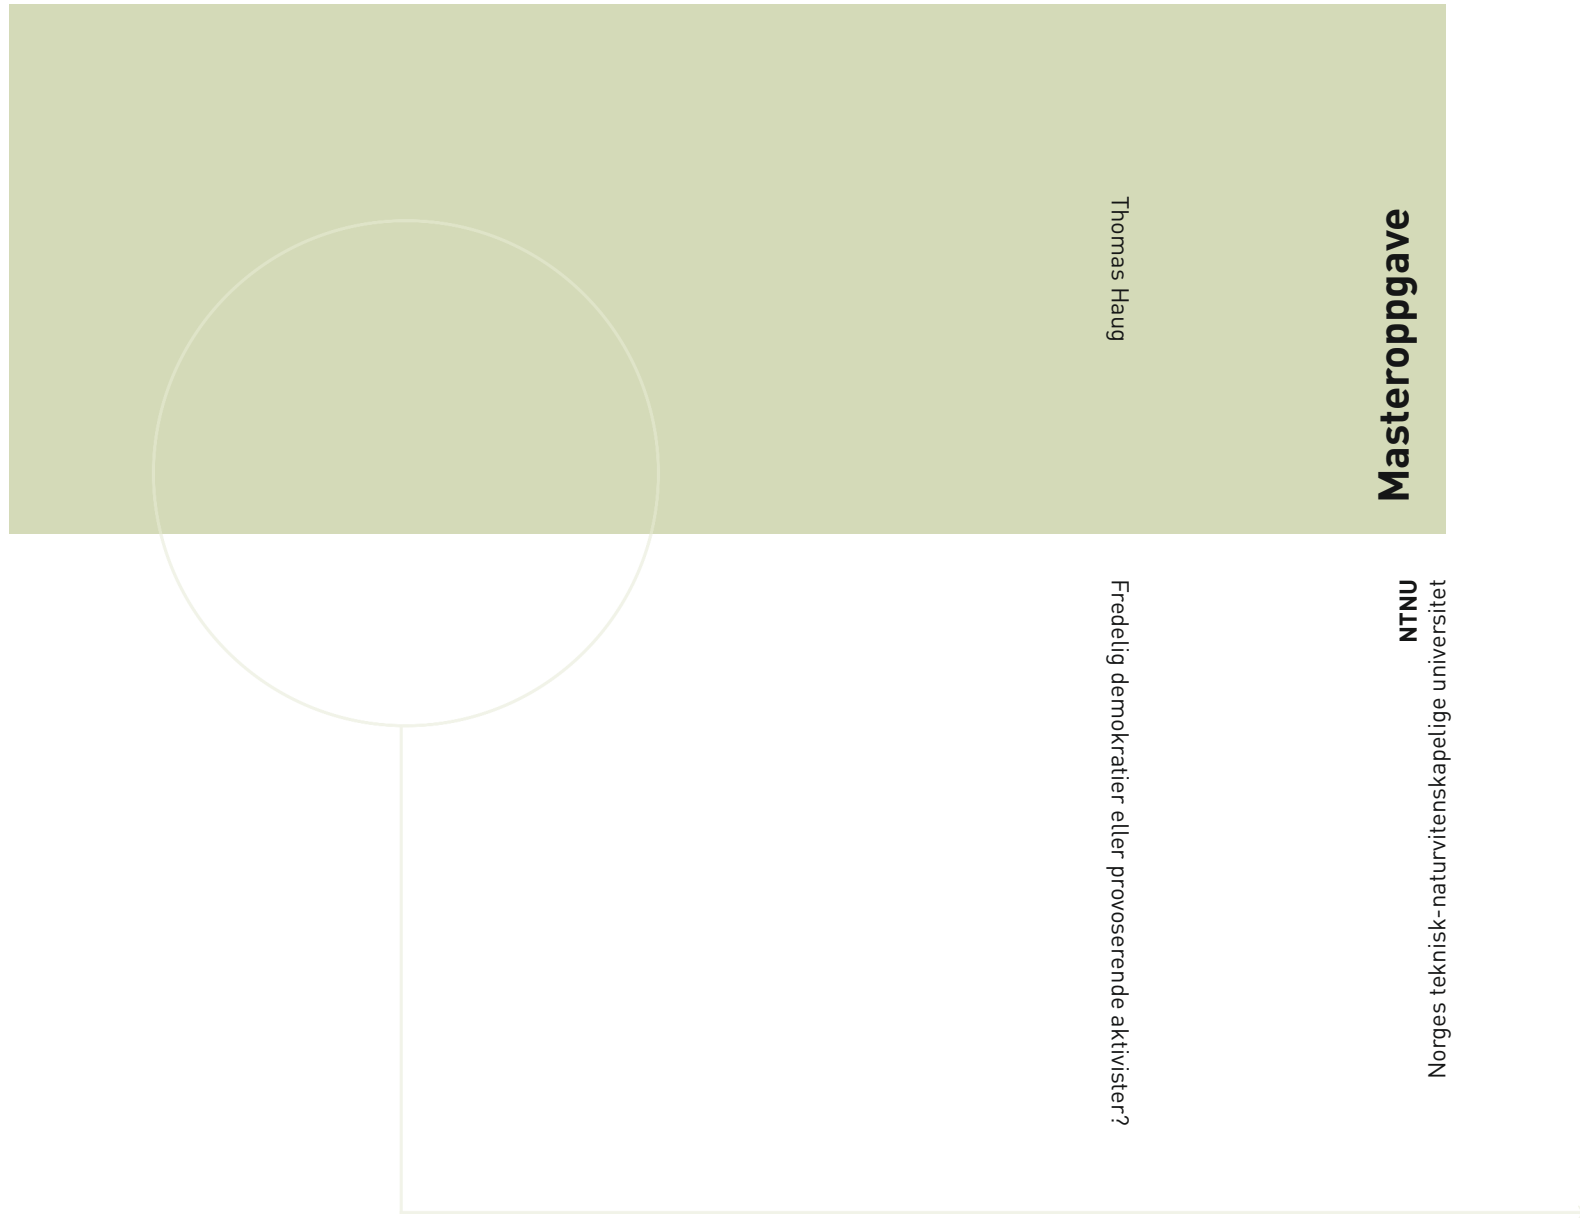 Masteroppgave
NTNU
Norges teknisk-naturvitenskapelige universitet
Thomas Haug
Fredelig demokratier eller provoserende aktivister?